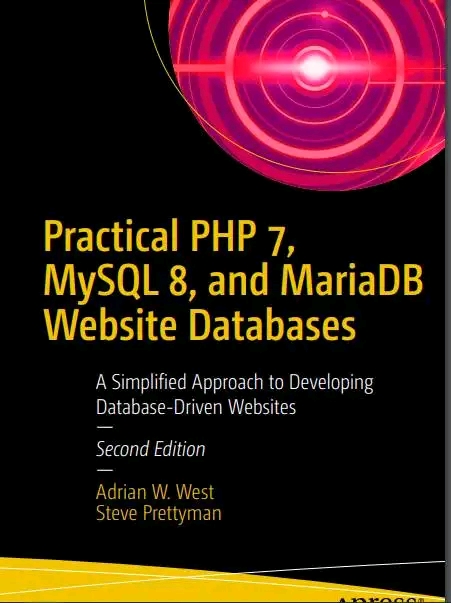 Practical PHP 7,
MySQL 8, and MariaDB
Website Databases
A Simplified Approach to Developing
Database-Driven Websites
—
Second Edition
—
Adrian W. West
Steve Prettyman
Apress®